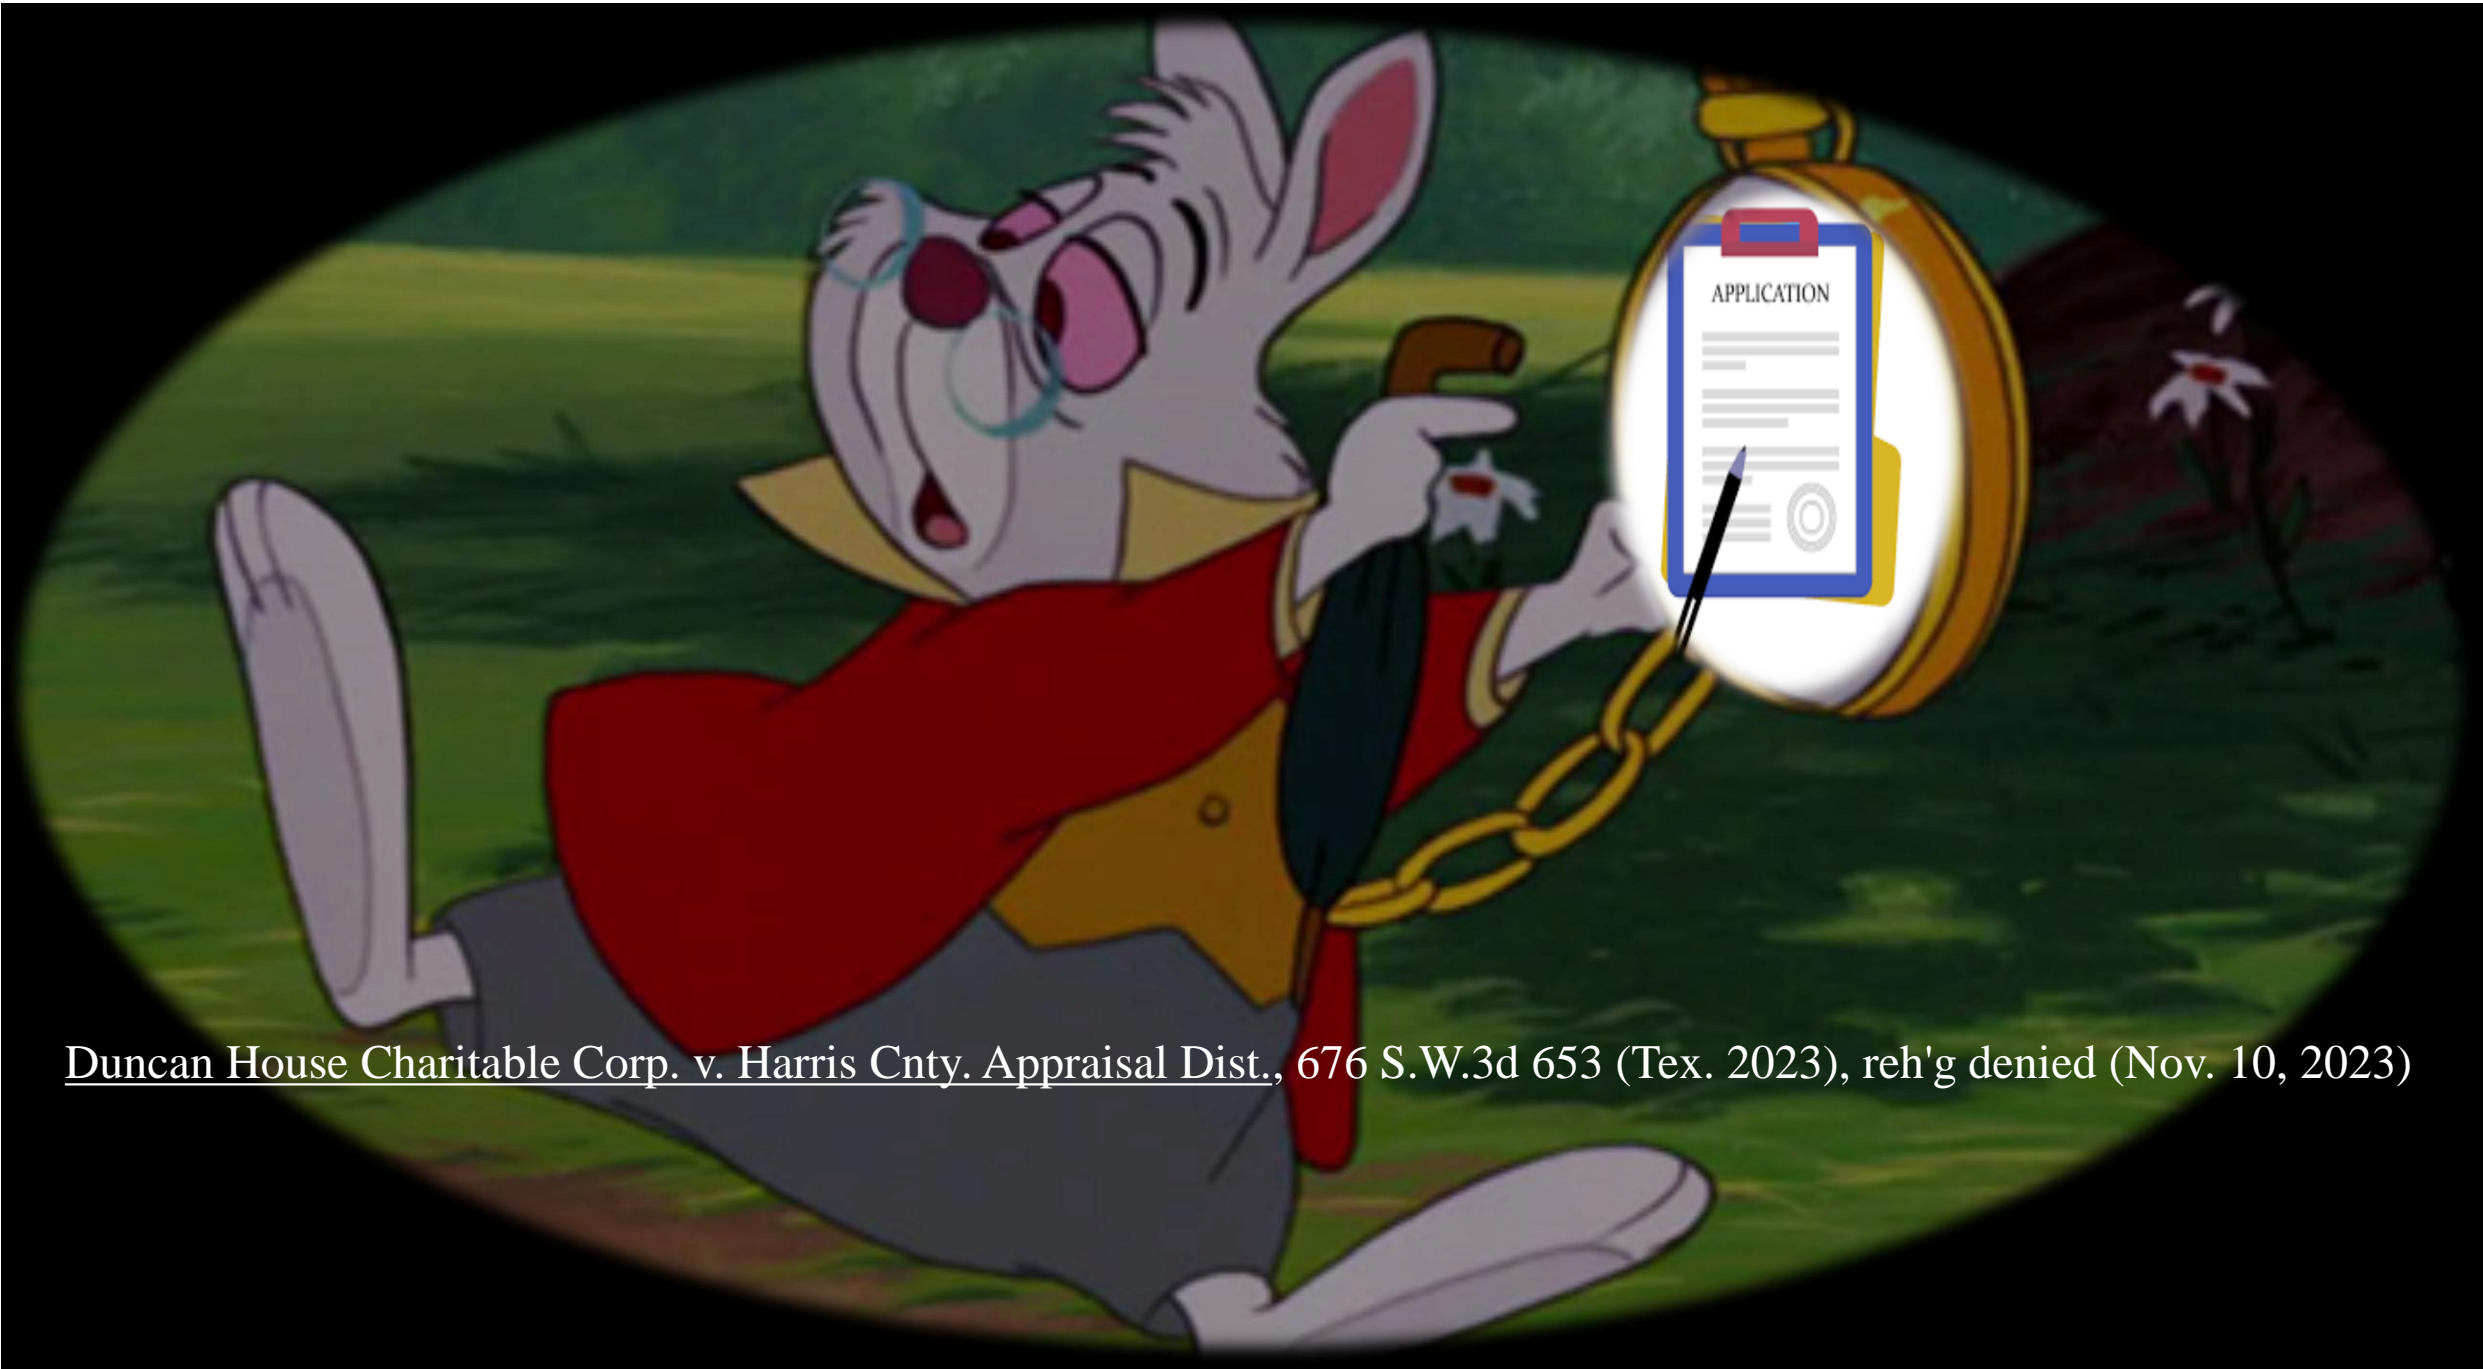 APPLICATION
Duncan House Charitable Corp. v. Harris Cnty. Appraisal Dist., 676 S.W.3d 653 (Tex. 2023), reh'g denied (Nov. 10, 2023)